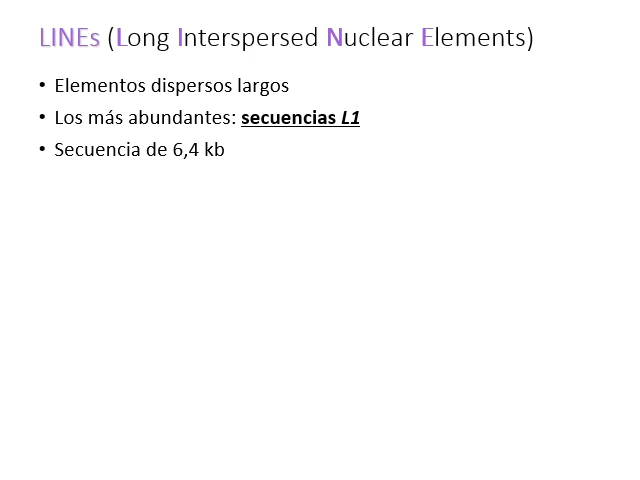 LINEs (Long Interspersed Nuclear Elements)
• Elementos dispersos largos
• Los más abundantes: secuencias L1
• Secuencia de 6,4 kb